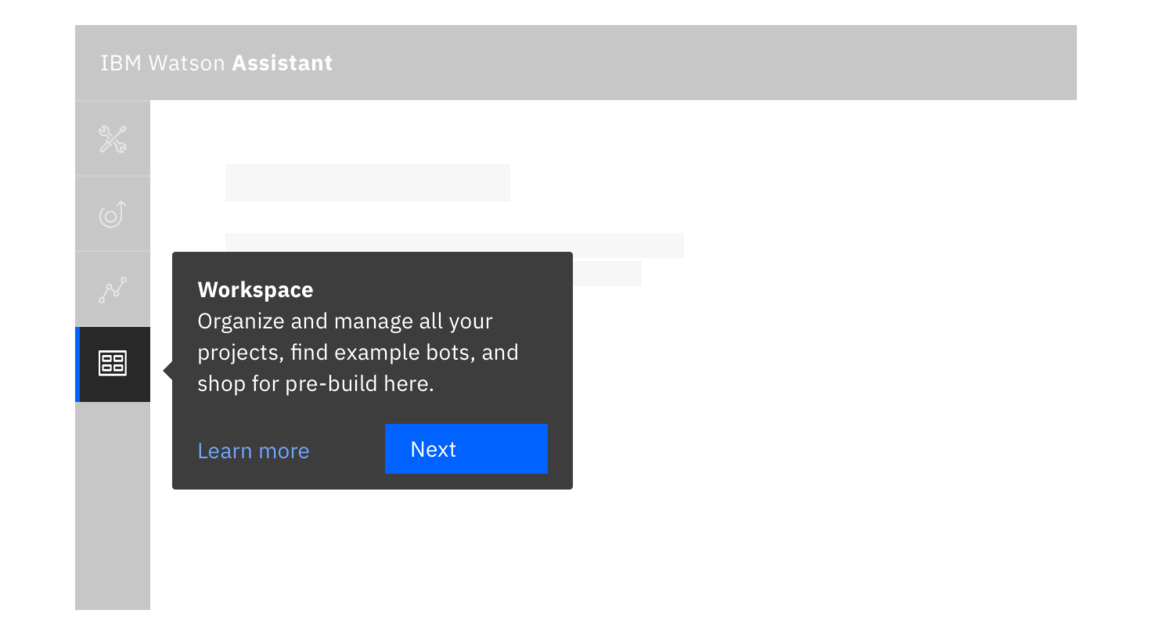 IBM Watson Assistant
Workspace
Organize and manage all your
projects, find example bots, and
shop for pre-build here.
Learn more
Next